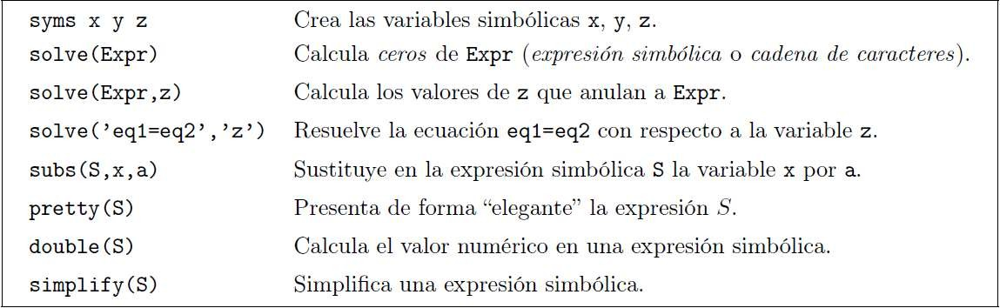 syms x y z Crea las variables simbólicas x, y, z.
solve(Expr) Calcula ceros de Expr (expresión simbólica o cadena de caracteres).
solve(Expr,z) Calcula los valores de z que anulan a Expr.
solve(’eq1=eq2’,’z’) Resuelve la ecuación eq1=eq2 con respecto a la variable z.
subs(S,x,a) Sustituye en la expresión simbólica S la variable x por a.
pretty(S) Presenta de forma “elegante” la expresión S.
double(S) Calcula el valor numérico en una expresión simbólica.
simplify(S) Simplifica una expresión simbólica.